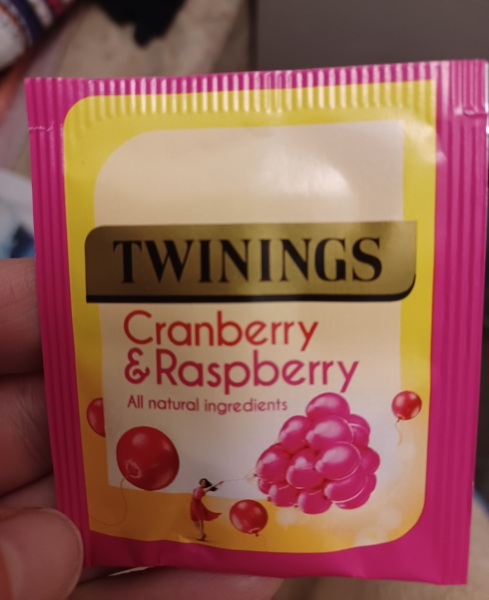 TWININGS
Cranberry
& Raspberry
All natural ingredients